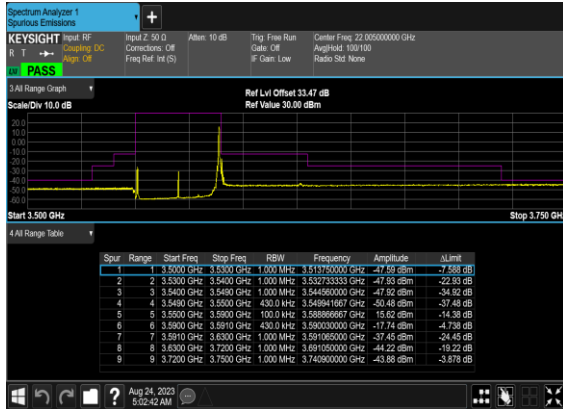 Spectrum Analyzer 1
Spurious Emissions
KEYSIGHT Input: RF Input Z: 50 Ω Atten: 10 dB Trig: Free Run Center Freq: 22.005000000 GHz
R T Coupling: DC Corrections: Off Gate: Off Avg|Hold: 100/100
Align: Off Freq Ref: Int (S) IF Gain: Low Radio Std: None
PASS
3 All Range Graph
Ref Lvl Offset 33.47 dB
Scale/Div 10.0 dB Ref Value 30.00 dBm
20.0
10.0
0.00
-10.0
-20.0
-30.0
-40.0
-50.0
-60.0
Start 3.500 GHz Stop 3.750 GH
4 All Range Table
Spur Range Start Freq Stop Freq RBW Frequency Amplitude ΔLimit
1 1 3.5000 GHz 3.5300 GHz 1.000 MHz 3.513750000 GHz -47.59 dBm -7.588 dB
2 2 3.5300 GHz 3.5400 GHz 1.000 MHz 3.532733333 GHz -47.93 dBm -22.93 dB
3 3 3.5400 GHz 3.5490 GHz 1.000 MHz 3.544560000 GHz -47.92 dBm -34.92 dB
4 4 3.5490 GHz 3.5500 GHz 430.0 kHz 3.549941667 GHz -50.48 dBm -37.48 dB
5 5 3.5500 GHz 3.5900 GHz 100.0 kHz 3.588866667 GHz 15.62 dBm -14.38 dB
6 6 3.5900 GHz 3.5910 GHz 430.0 kHz 3.590030000 GHz -17.74 dBm -4.738 dB
7 7 3.5910 GHz 3.6300 GHz 1.000 MHz 3.591065000 GHz -37.45 dBm -24.45 dB
8 8 3.6300 GHz 3.7200 GHz 1.000 MHz 3.691050000 GHz -44.22 dBm -19.22 dB
9 9 3.7200 GHz 3.7500 GHz 1.000 MHz 3.740900000 GHz -43.88 dBm -3.878 dB
Aug 24, 2023
5:02:42 AM